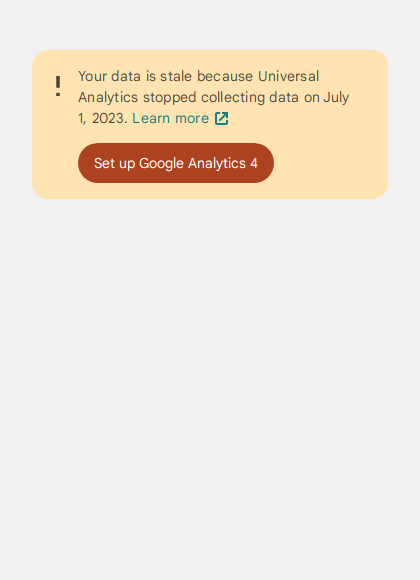 !
Your data is stale because Universal
Analytics stopped collecting data on July
1, 2023. Learn more
Set up Google Analytics 4